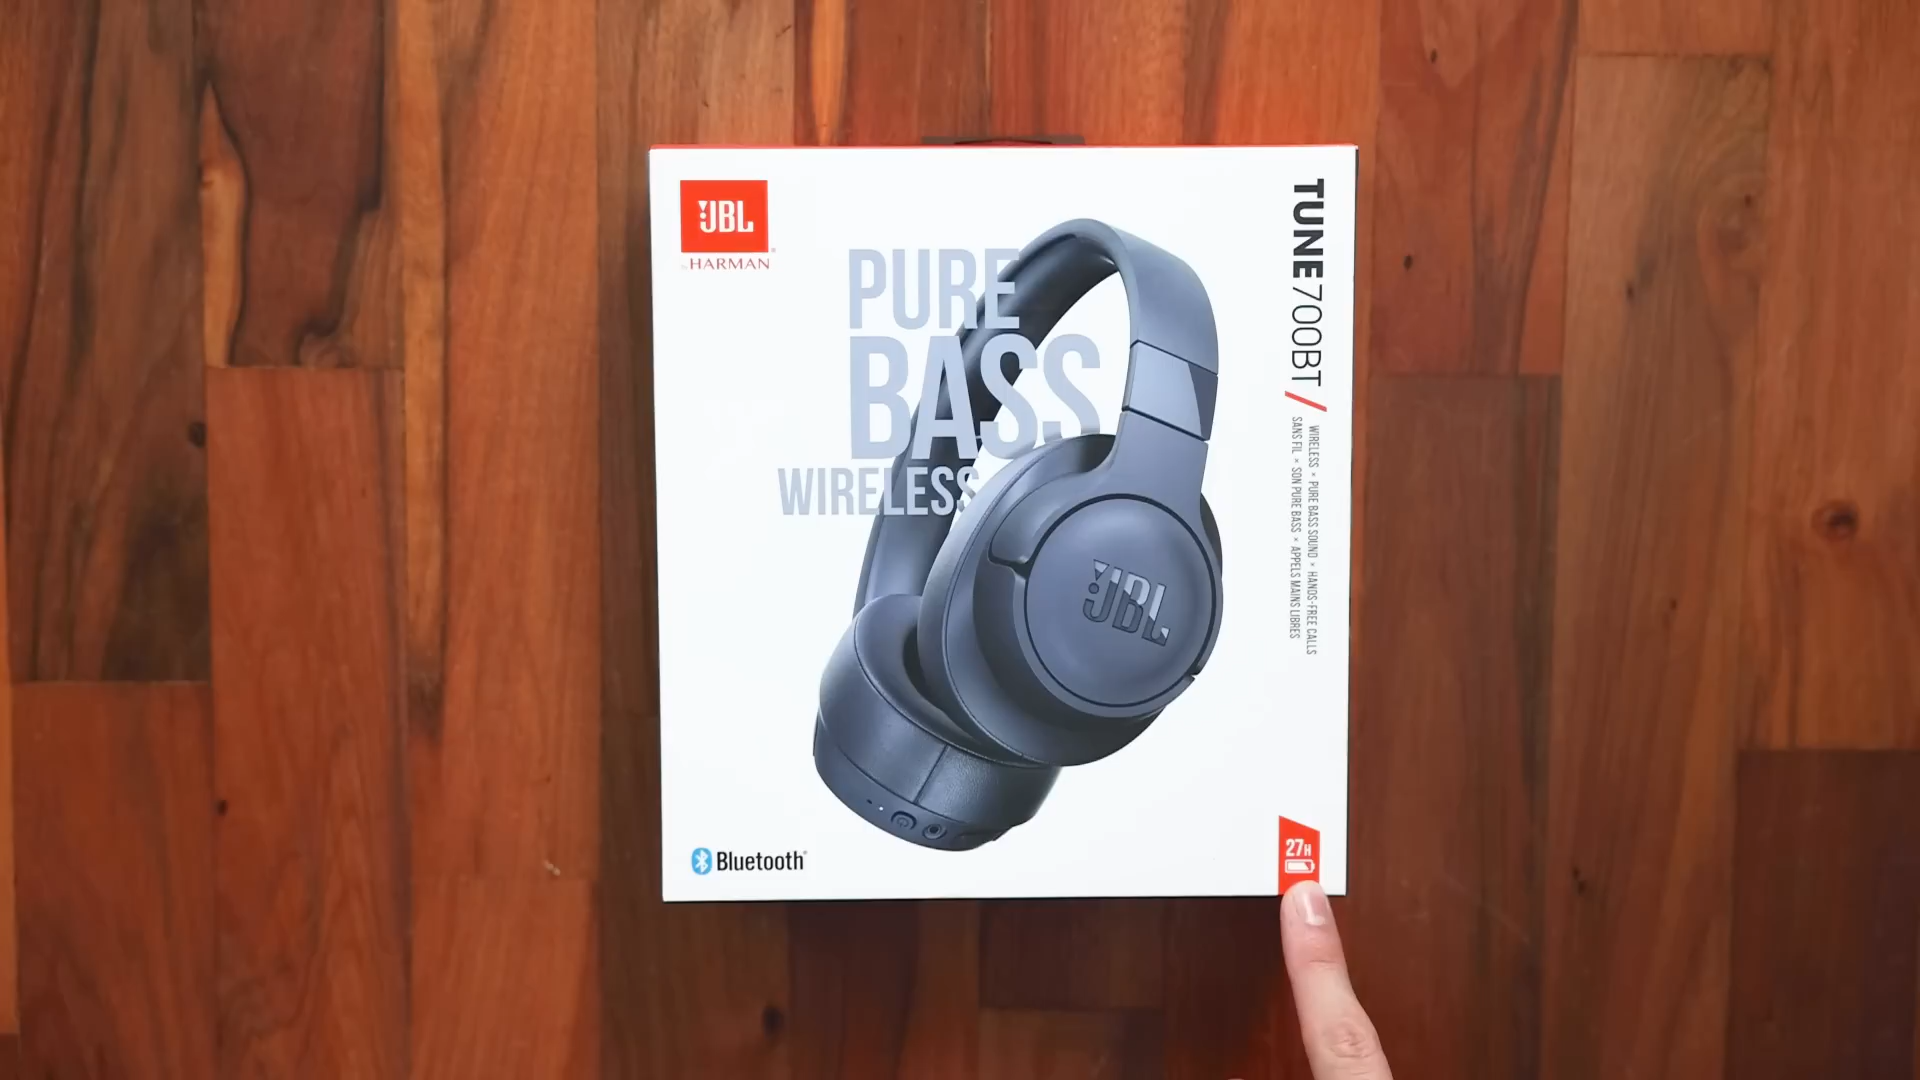 JBL
by HARMAN
PURE
BASS
WIRELESS
JBL
TUNE700BT /
WIRELESS × PURE BASS SOUND × HANDS-FREE CALLS
SANS FIL × SON PURE BASS × APPELS MAINS LIBRES
Bluetooth®
27H